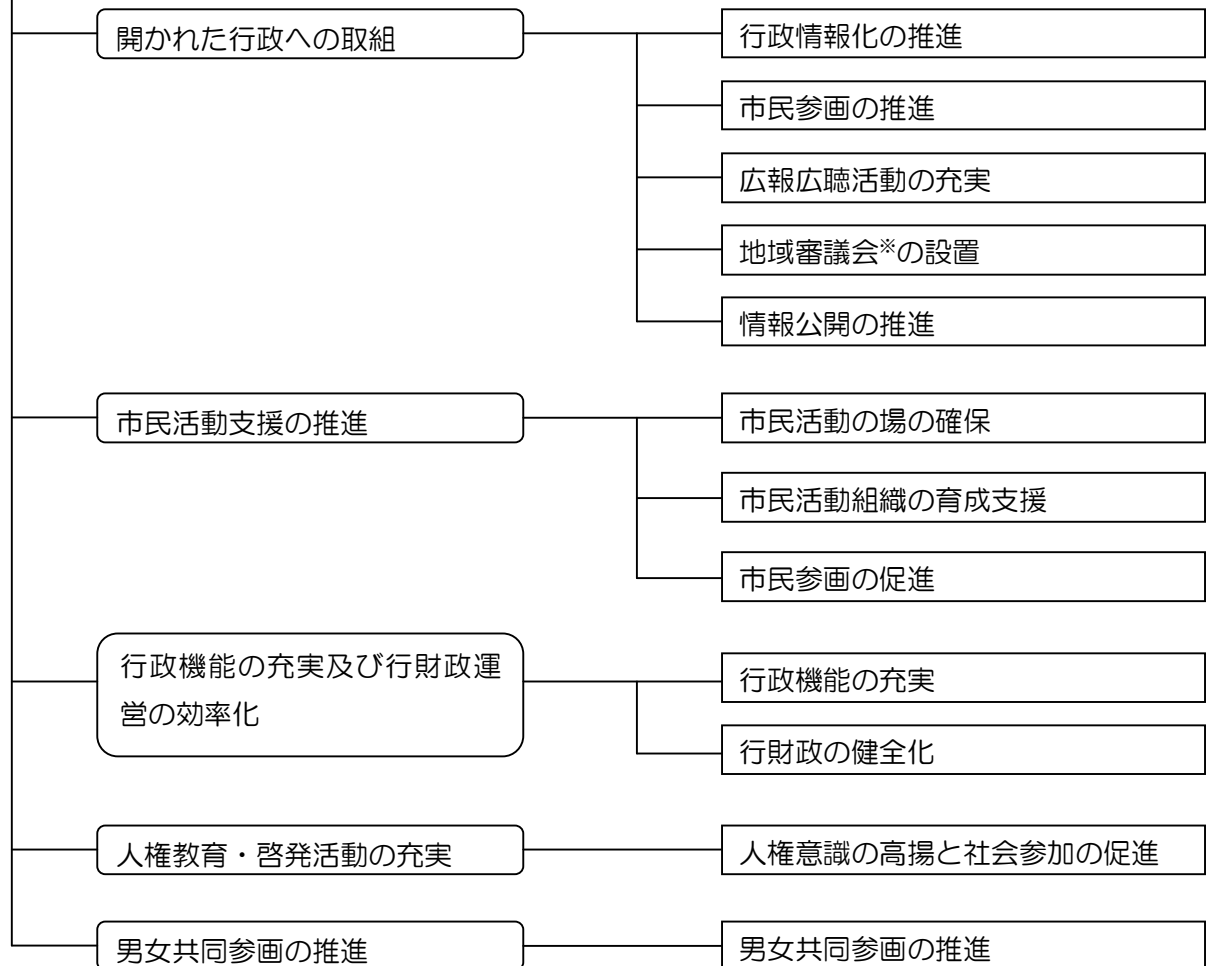 開かれた行政への取組
行政情報化の推進
市民参画の推進
広報広聴活動の充実
地域審議会※の設置
情報公開の推進
市民活動支援の推進
市民活動の場の確保
市民活動組織の育成支援
市民参画の促進
行政機能の充実及び行財政運
営の効率化
行政機能の充実
行財政の健全化
人権教育・啓発活動の充実
人権意識の高揚と社会参加の促進
男女共同参画の推進
男女共同参画の推進